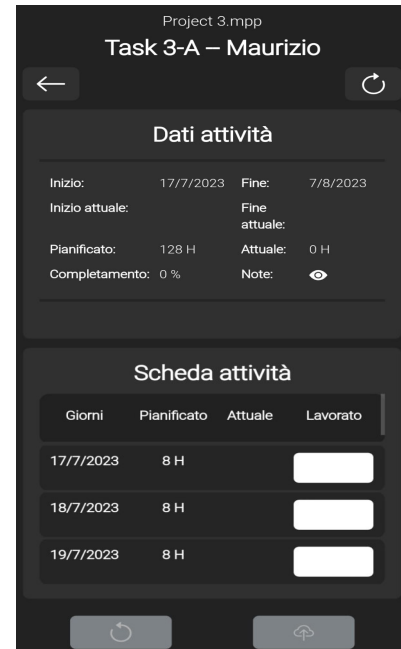 Project 3.mpp
Task 3-A – Maurizio
Dati attività
Inizio: 17/7/2023 Fine: 7/8/2023
Inizio attuale: Fine attuale:
Pianificato: 128 H Attuale: 0 H
Completamento: 0 % Note:
Scheda attività
Giorni Pianificato Attuale Lavorato
17/7/2023 8 H
18/7/2023 8 H
19/7/2023 8 H